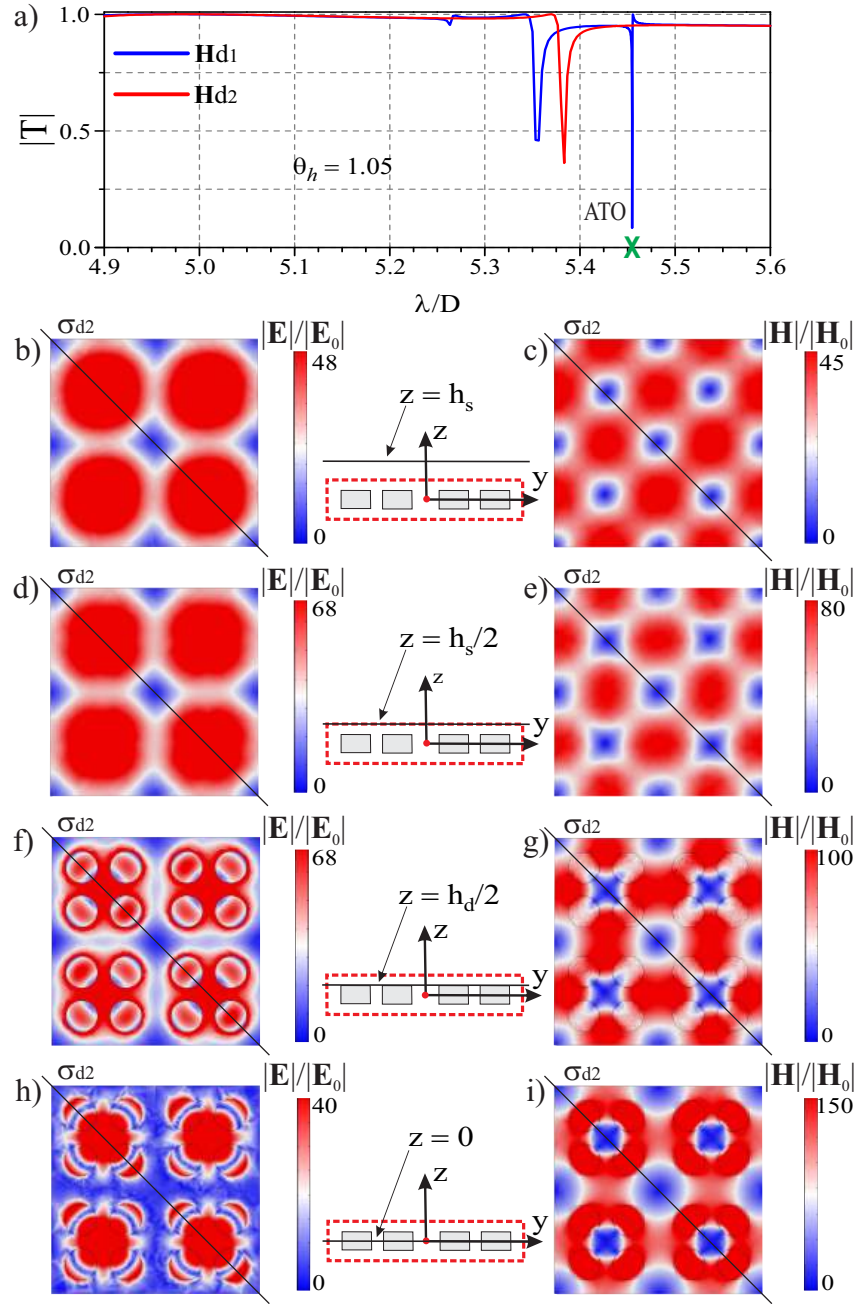 a)
1.0
0.5
0.0
|T|
Hd1
Hd2
θh = 1.05
ATO
X
4.9 5.0 5.1 5.2 5.3 5.4 5.5 5.6
λ/D
b) σd2 |E|/|E0| 48 0
z = hs
z
y
c) σd2 |H|/|H0| 45 0
d) σd2 |E|/|E0| 68 0
z = hs/2
z
y
e) σd2 |H|/|H0| 80 0
f) σd2 |E|/|E0| 68 0
z = hd/2
z
y
g) σd2 |H|/|H0| 100 0
h) σd2 |E|/|E0| 40 0
z = 0
z
y
i) σd2 |H|/|H0| 150 0